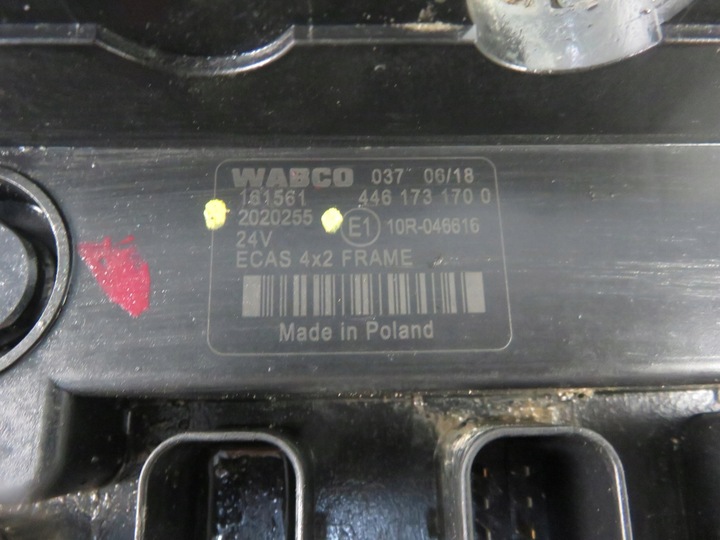 WABCO 037 06/18
181561 446 173 170 0
2020255 E1 10R-046616
24V
ECAS 4x2 FRAME
Made in Poland